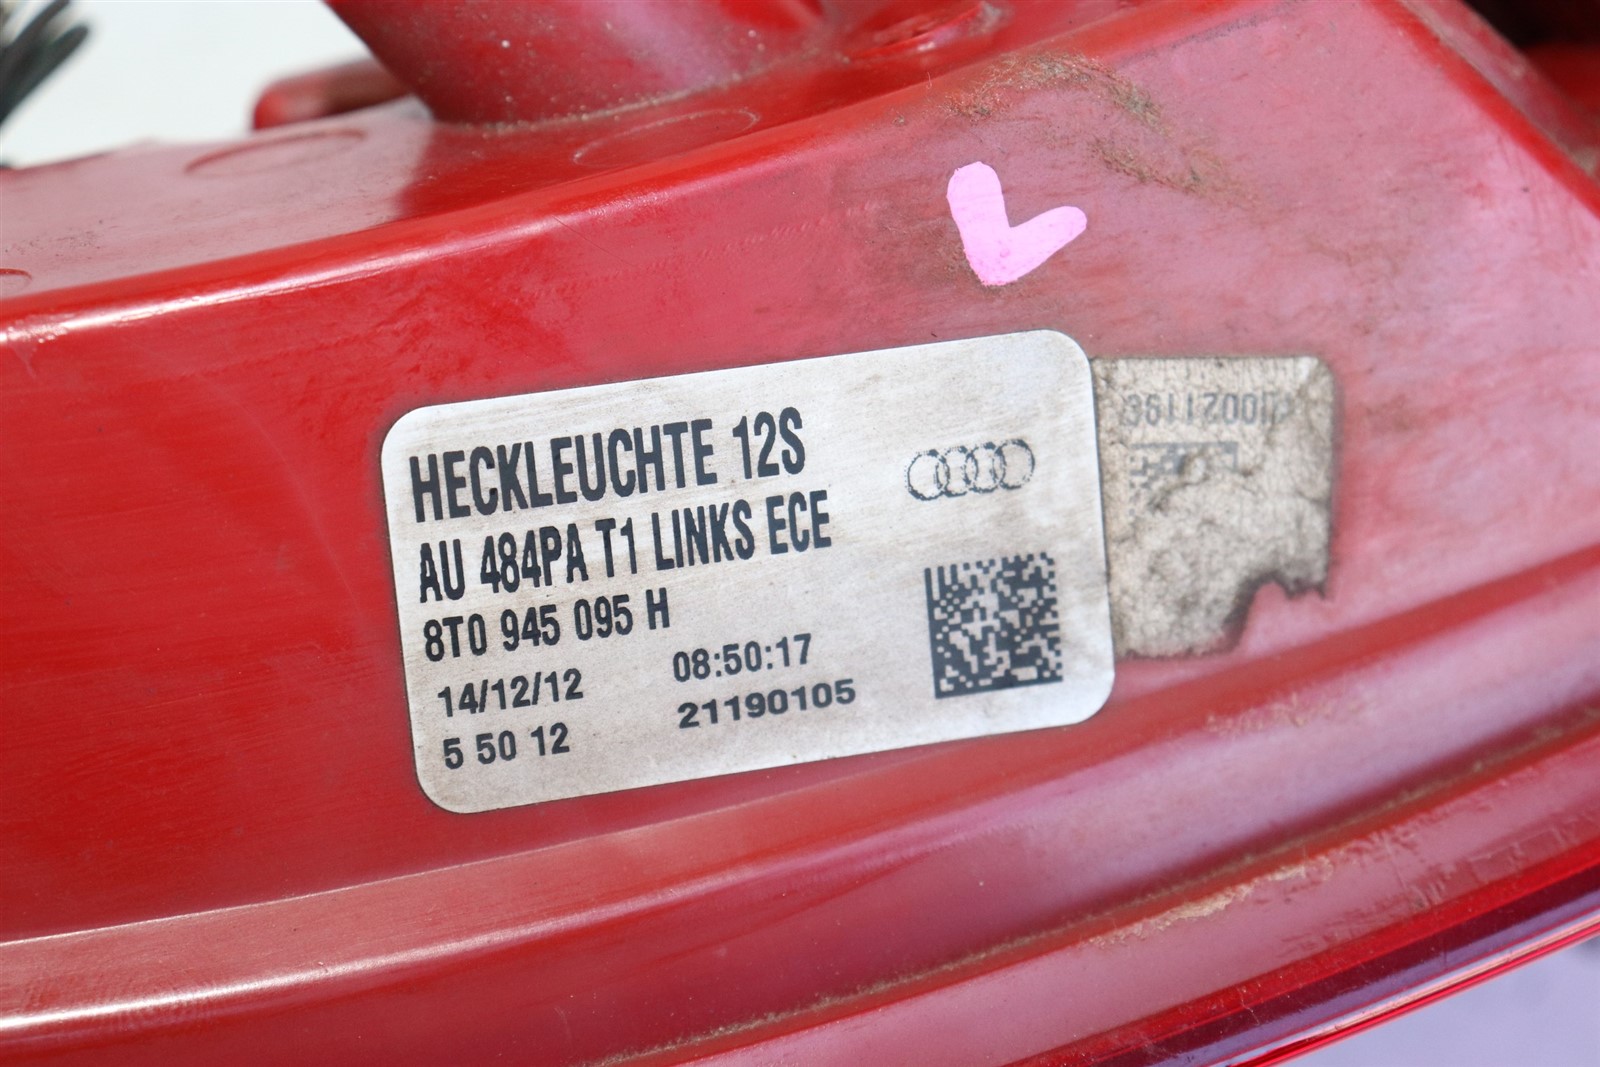 L
HECKLEUCHTE 12S
AU 484PA T1 LINKS ECE
8T0 945 095 H
14/12/12 08:50:17
5 50 12 21190105